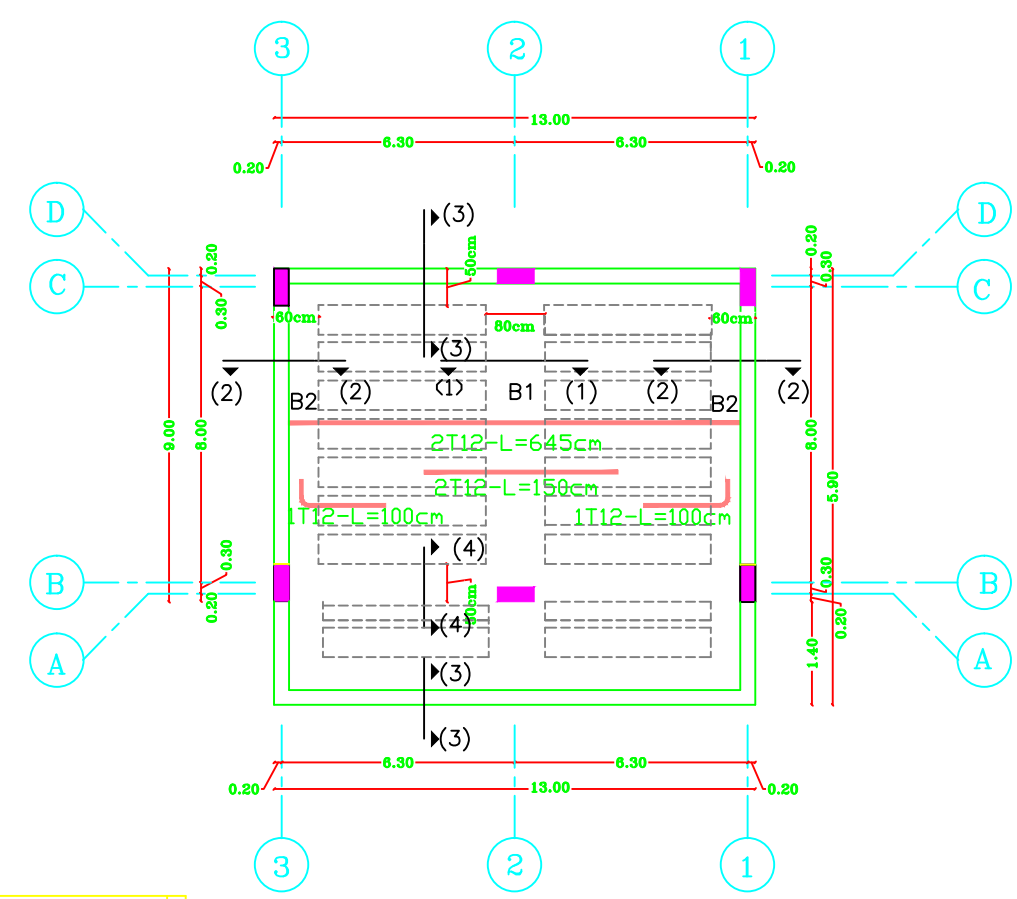 3 2 1
13.00
6.30 6.30
0.20 0.20
D D
(3)
0.20 50cm 0.20
0.30
C C
0.30
60cm 80cm 60cm
(3)
(2) (2) (1) B1 (1) (2) (2)
B2 B2
9.00 8.00 8.00
2T12-L=645cm
2T12-L=150cm 5.90
1T12-L=100cm 1T12-L=100cm
(4)
0.30 0.30
B B
0.20 0.20
(4)
1.40
A A
(3)
(3)
6.30 6.30
0.20 13.00 0.20
3 2 1